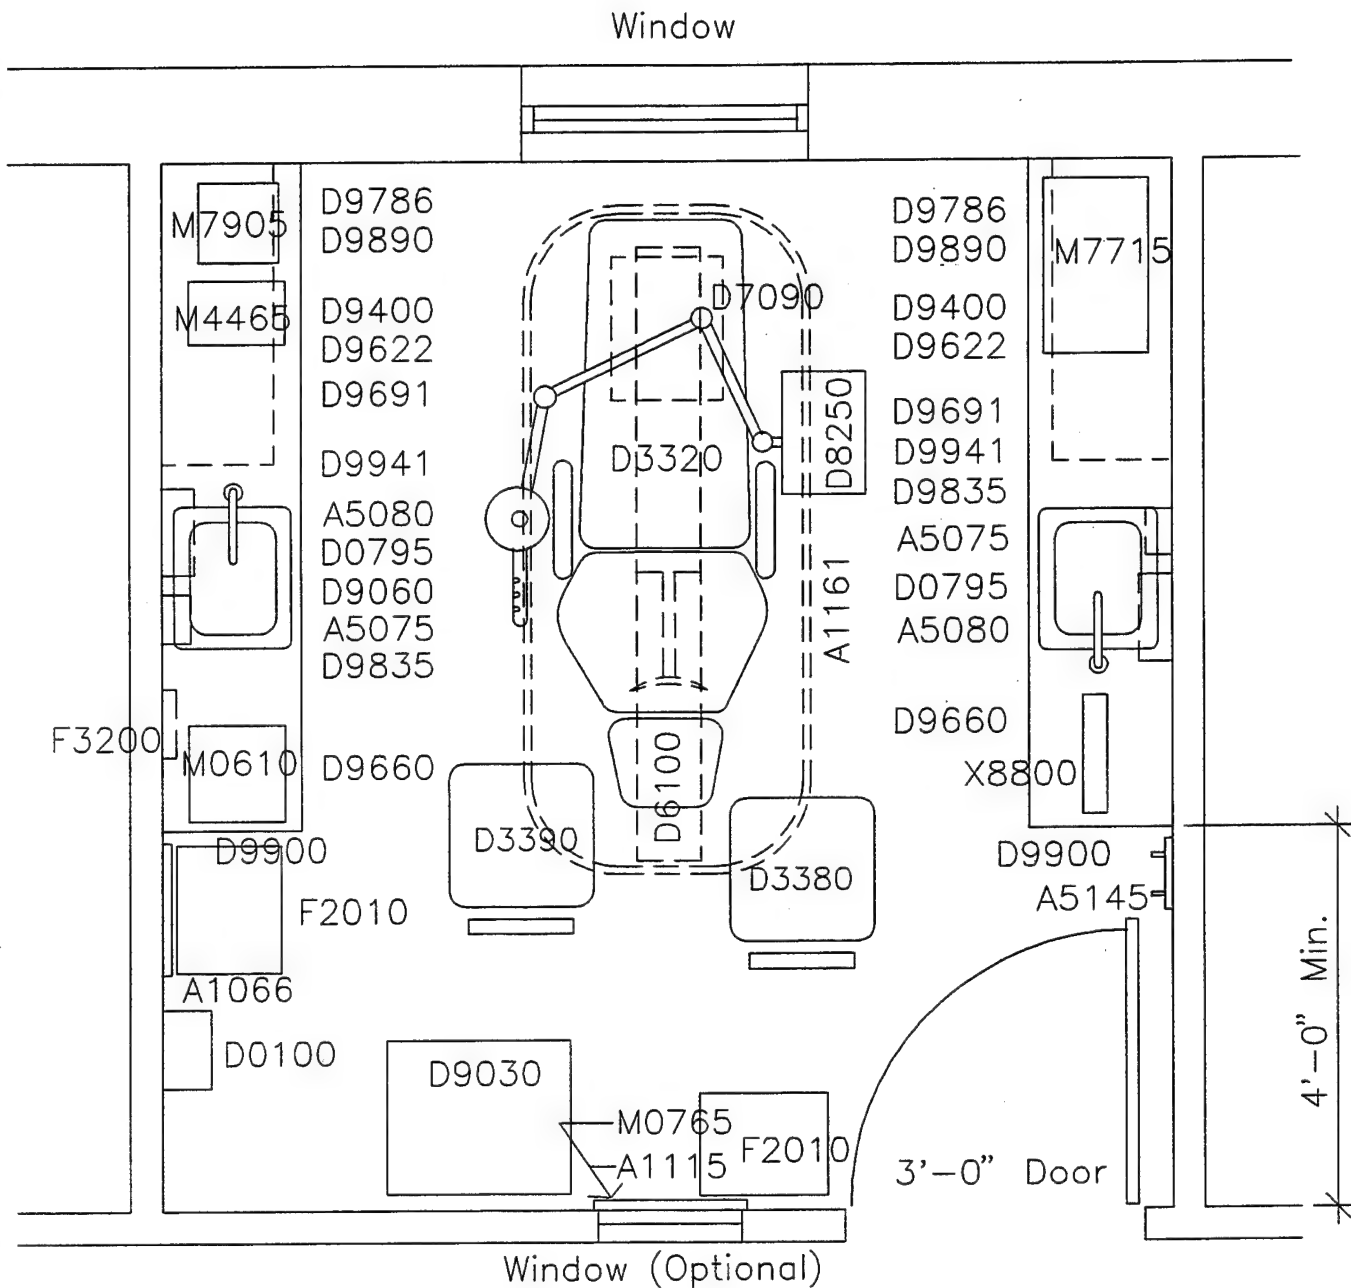 Window
M7905
D9786
D9890
M4465
D9400
D9622
D9691
D9941
A5080
D0795
D9060
A5075
D9835
F3200
M0610
D9660
D9900
F2010
A1066
D0100
D7090
D3320
D8250
A1161
D6100
D3390
D3380
D9786
D9890
M7715
D9400
D9622
D9691
D9941
D9835
A5075
D0795
A5080
D9660
X8800
D9900
A5145
4'-0" Min.
D9030
M0765
A1115
F2010
3'-0" Door
Window (Optional)